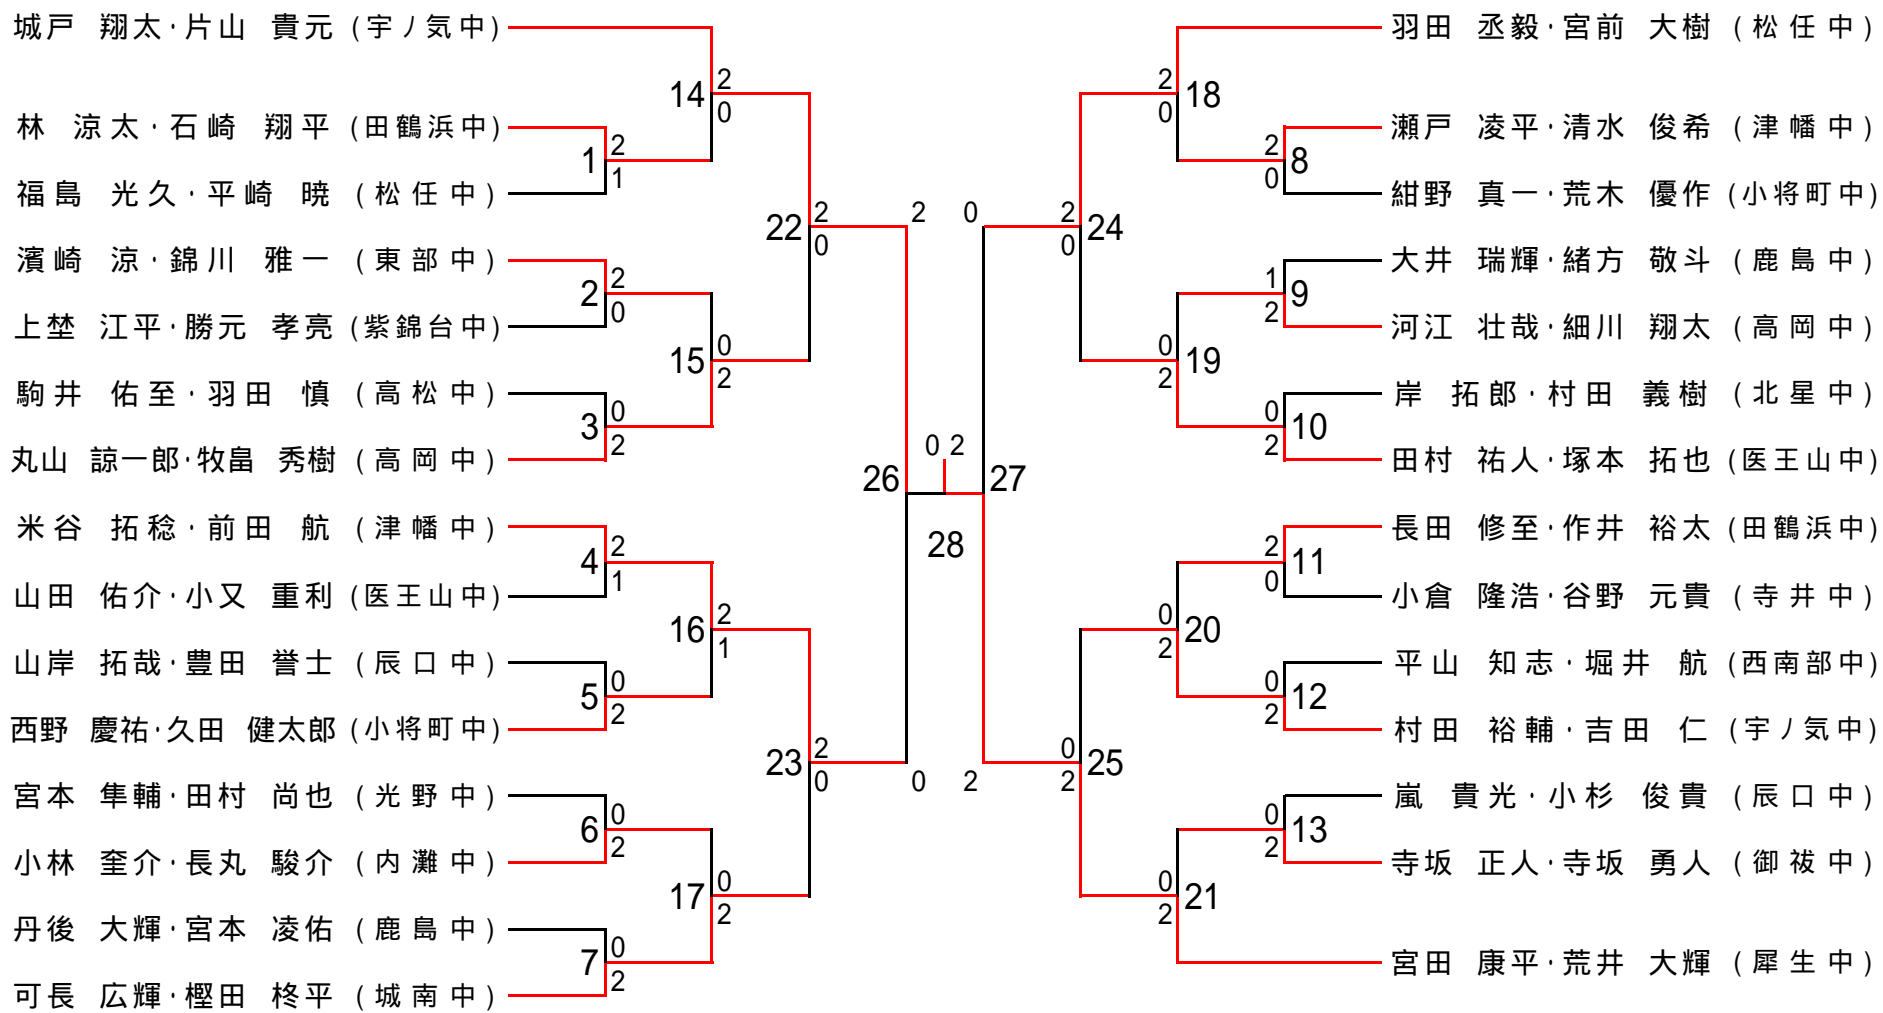 城戸 翔太・片山 貴元 (宇ノ気中)
林 涼太・石崎 翔平 (田鶴浜中)
福島 光久・平崎 暁 (松任中)
濱崎 涼・錦川 雅一 (東部中)
上埜 江平・勝元 孝亮 (紫錦台中)
駒井 佑至・羽田 慎 (高松中)
丸山 諒一郎・牧畠 秀樹 (高岡中)
米谷 拓稔・前田 航 (津幡中)
山田 佑介・小又 重利 (医王山中)
山岸 拓哉・豊田 誉士 (辰口中)
西野 慶祐・久田 健太郎 (小将町中)
宮本 隼輔・田村 尚也 (光野中)
小林 奎介・長丸 駿介 (内灘中)
丹後 大輝・宮本 凌佑 (鹿島中)
可長 広輝・樫田 柊平 (城南中)
1 2 1
2 2 0
3 0 2
4 2 1
5 0 2
6 0 2
7 0 2
14 2 0
15 0 2
16 2 1
17 0 2
22 2 0
23 2 0
26 2 0
28 0 2
27 0 2
24 2 0
25 0 2
18 2 0
19 0 2
20 0 2
21 0 2
8 2 0
9 1 2
10 0 2
11 2 0
12 0 2
13 0 2
羽田 丞毅・宮前 大樹 (松任中)
瀬戸 凌平・清水 俊希 (津幡中)
紺野 真一・荒木 優作 (小将町中)
大井 瑞輝・緒方 敬斗 (鹿島中)
河江 壮哉・細川 翔太 (高岡中)
岸 拓郎・村田 義樹 (北星中)
田村 祐人・塚本 拓也 (医王山中)
長田 修至・作井 裕太 (田鶴浜中)
小倉 隆浩・谷野 元貴 (寺井中)
平山 知志・堀井 航 (西南部中)
村田 裕輔・吉田 仁 (宇ノ気中)
嵐 貴光・小杉 俊貴 (辰口中)
寺坂 正人・寺坂 勇人 (御祓中)
宮田 康平・荒井 大輝 (犀生中)